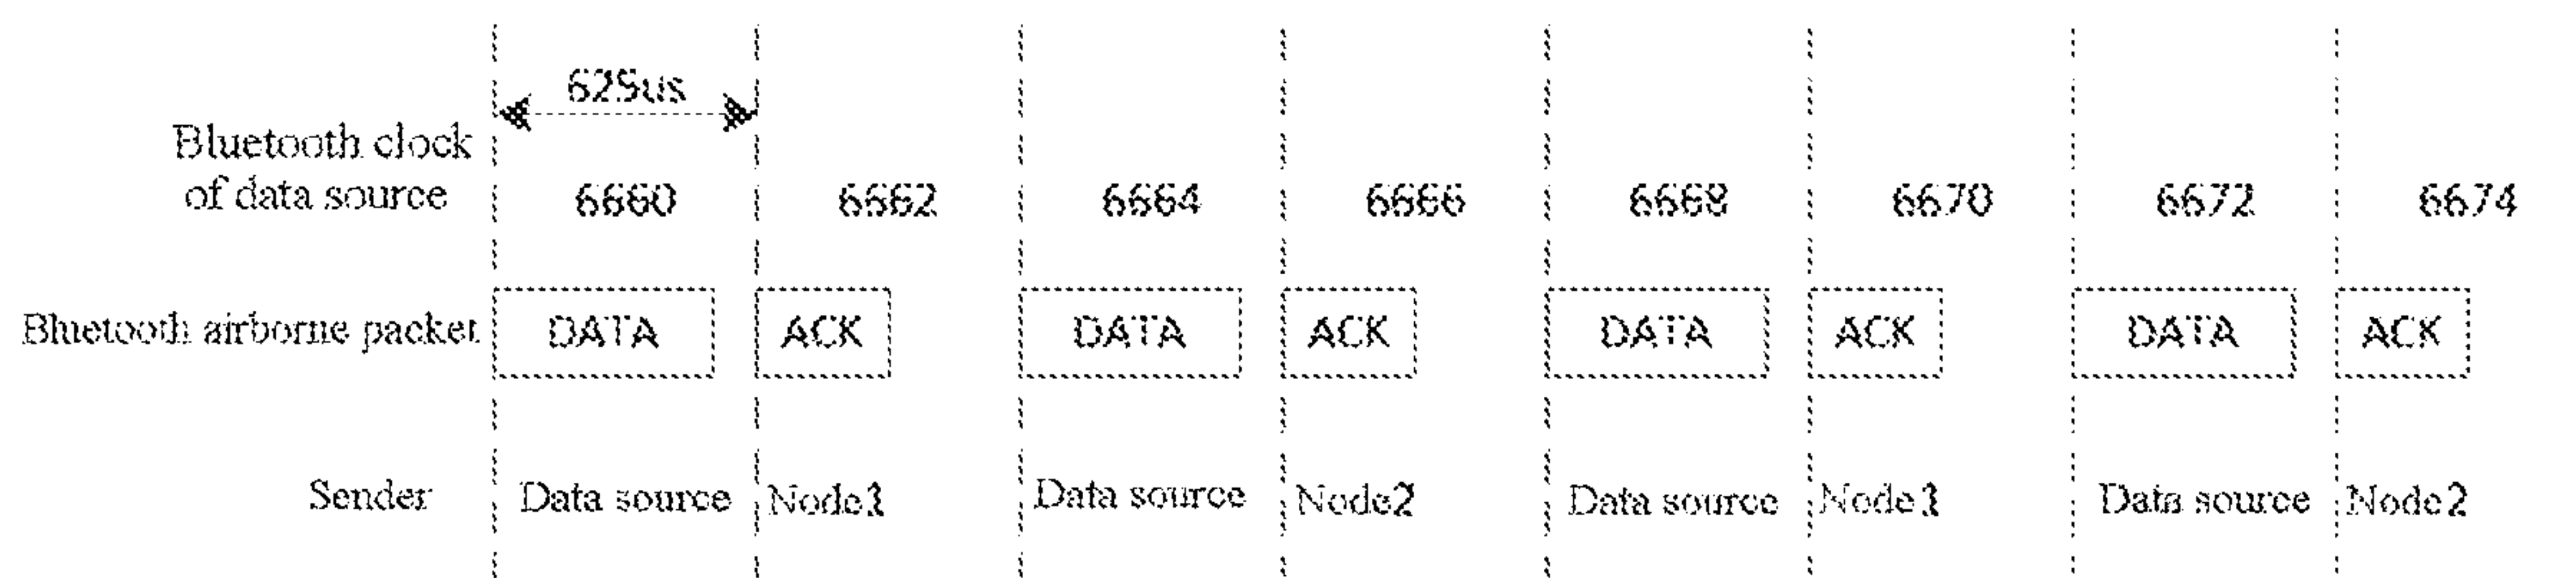 625us
Bluetooth clock
of data source
6660 6662 6664 6666 6668 6670 6672 6674
Bluetooth airborne packet
DATA ACK DATA ACK DATA ACK DATA ACK
Sender
Data source Node1 Data source Node2 Data source Node1 Data source Node2